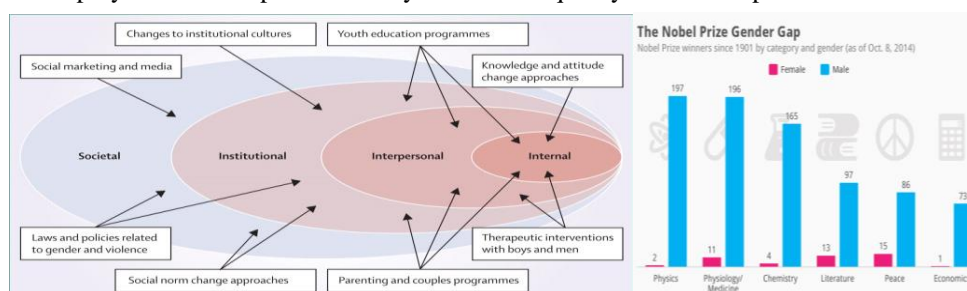 Changes to institutional cultures
Youth education programmes
Social marketing and media
Knowledge and attitude
change approaches
Societal
Institutional
Interpersonal
Internal
Laws and policies related
to gender and violence
Social norm change approaches
Parenting and couples programmes
Therapeutic interventions
with boys and men
The Nobel Prize Gender Gap
Nobel Prize winners since 1901 by category and gender (as of Oct. 8, 2014)
Female Male
197
196
165
97
86
73
2
11
4
13
15
1
Physics
Physiology/
Medicine
Chemistry
Literature
Peace
Economic